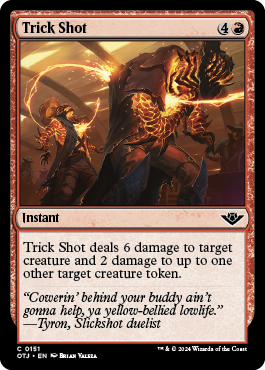 Trick Shot 4
Instant
Trick Shot deals 6 damage to target
creature and 2 damage to up to one
other target creature token.
“Cowerin’ behind your buddy ain’t
gonna help, ya yellow-bellied lowlife.”
—Tyron, Slickshot duelist
C 0151
OTJ • EN Brian Valeza
™ & © 2024 Wizards of the Coast